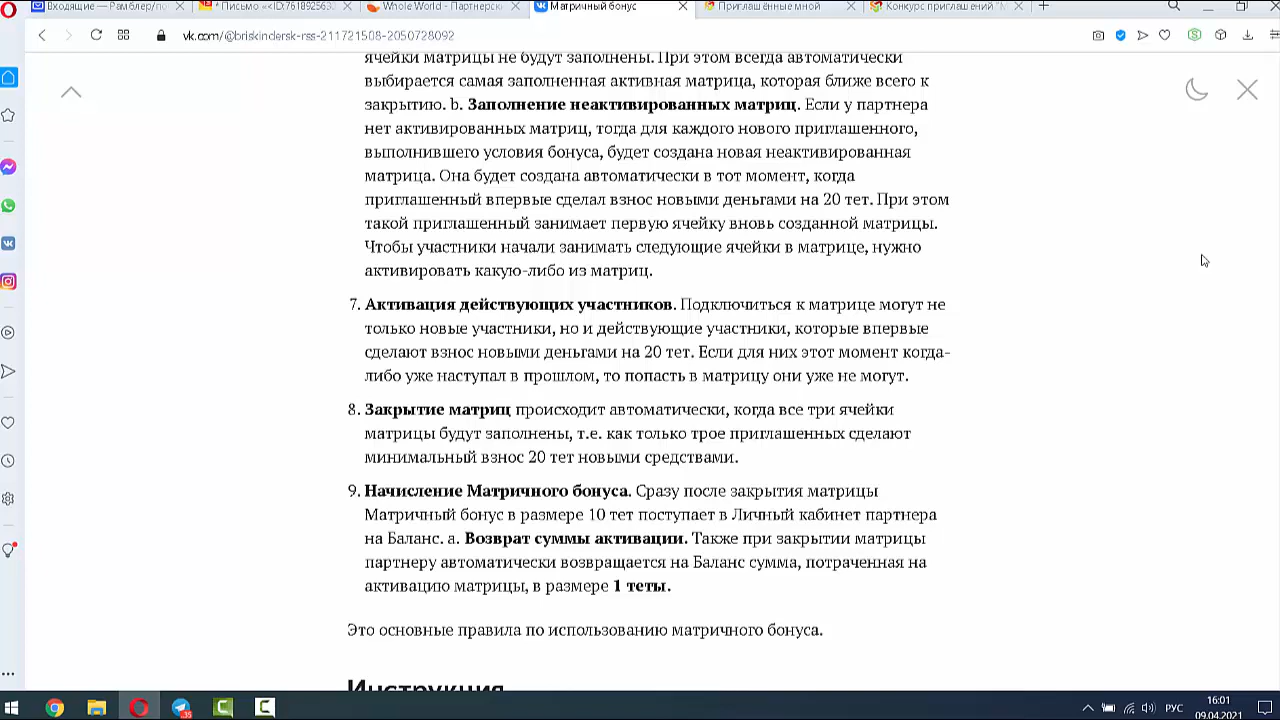 Входящие — Рамблер/по
* Письмо «<ID:7618925630
Whole World - Партнерск
Матричный бонус
Приглашённые мной
Конкурс приглашений "М
vk.com/@briskindersk-rss-211721508-2050728092
ячейки матрицы не будут заполнены. При этом всегда автоматически
выбирается самая заполненная активная матрица, которая ближе всего к
закрытию. b. Заполнение неактивированных матриц. Если у партнера
нет активированных матриц, тогда для каждого нового приглашенного,
выполнившего условия бонуса, будет создана новая неактивированная
матрица. Она будет создана автоматически в тот момент, когда
приглашенный впервые сделал взнос новыми деньгами на 20 тет. При этом
такой приглашенный занимает первую ячейку вновь созданной матрицы.
Чтобы участники начали занимать следующие ячейки в матрице, нужно
активировать какую-либо из матриц.
7. Активация действующих участников. Подключиться к матрице могут не
только новые участники, но и действующие участники, которые впервые
сделают взнос новыми деньгами на 20 тет. Если для них этот момент когда-
либо уже наступал в прошлом, то попасть в матрицу они уже не могут.
8. Закрытие матриц происходит автоматически, когда все три ячейки
матрицы будут заполнены, т.е. как только трое приглашенных сделают
минимальный взнос 20 тет новыми средствами.
9. Начисление Матричного бонуса. Сразу после закрытия матрицы
Матричный бонус в размере 10 тет поступает в Личный кабинет партнера
на Баланс. a. Возврат суммы активации. Также при закрытии матрицы
партнеру автоматически возвращается на Баланс сумма, потраченная на
активацию матрицы, в размере 1 теты.
Это основные правила по использованию матричного бонуса.
Инструкция
35
РУС
16:01
09.04.2021